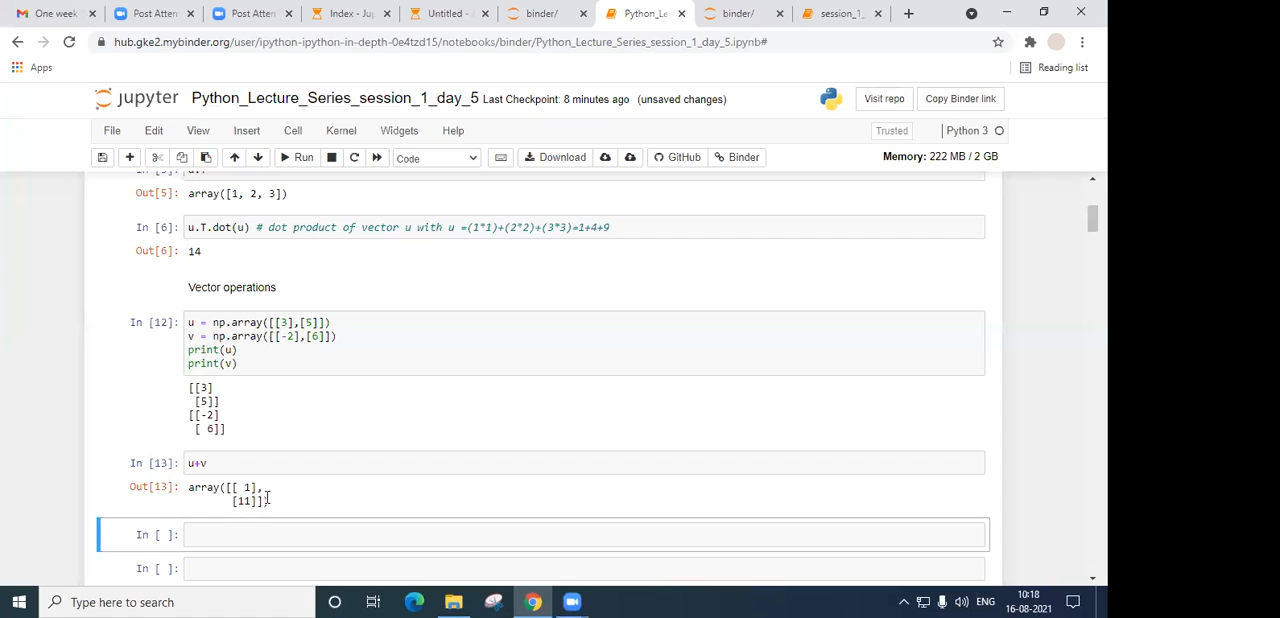 One week
Post Atten
Post Atten
Index - Ju
Untitled -
binder/
Python_Le
binder/
session_1_
hub.gke2.mybinder.org/user/ipython-ipython-in-depth-0e4tzd15/notebooks/binder/Python_Lecture_Series_session_1_day_5.ipynb#
Apps
Reading list
jupyter Python_Lecture_Series_session_1_day_5 Last Checkpoint: 8 minutes ago (unsaved changes)
Visit repo
Copy Binder link
File Edit View Insert Cell Kernel Widgets Help
Trusted
Python 3
Run
Code
Download
GitHub
Binder
Memory: 222 MB / 2 GB
Out[5]: array([1, 2, 3])
In [6]: u.T.dot(u) # dot product of vector u with u =(1*1)+(2*2)+(3*3)=1+4+9
Out[6]: 14
Vector operations
In [12]: u = np.array([[3],[5]])
v = np.array([[-2],[6]])
print(u)
print(v)
[[3]
[5]]
[[-2]
[ 6]]
In [13]: u+v
Out[13]: array([[ 1],
[11]])
In [ ]:
In [ ]:
Type here to search
ENG
10:18
16-08-2021